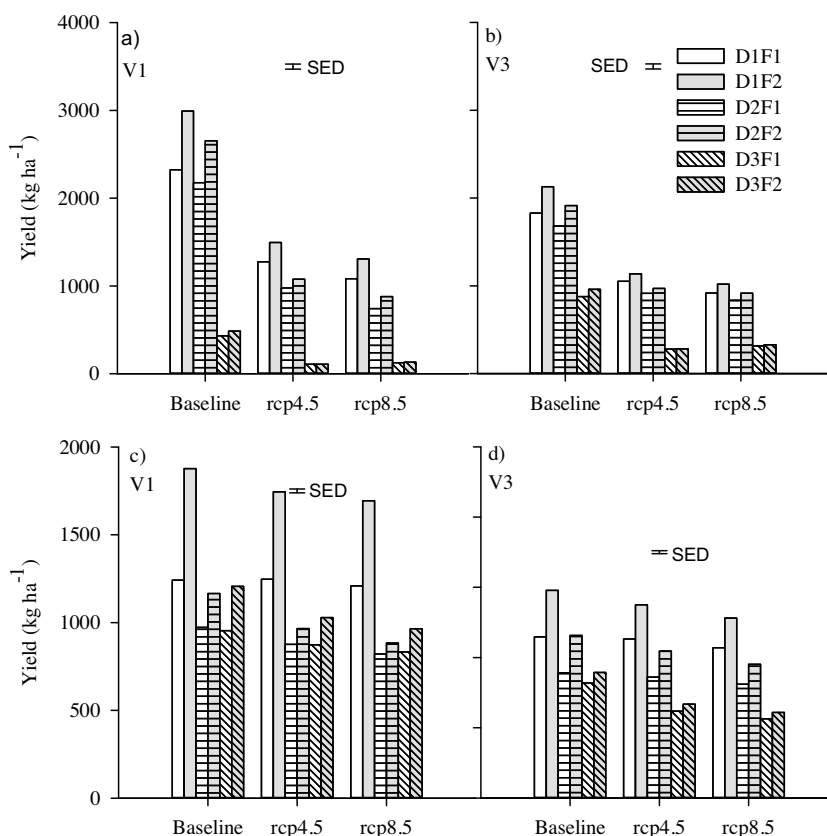 a)
V1
SED
4000
3000
2000
1000
0
Yield (kg ha⁻¹)
Baseline rcp4.5 rcp8.5
b)
V3
SED
D1F1
D1F2
D2F1
D2F2
D3F1
D3F2
Baseline rcp4.5 rcp8.5
c)
V1
SED
2000
1500
1000
500
0
Yield (kg ha⁻¹)
Baseline rcp4.5 rcp8.5
d)
V3
SED
Baseline rcp4.5 rcp8.5